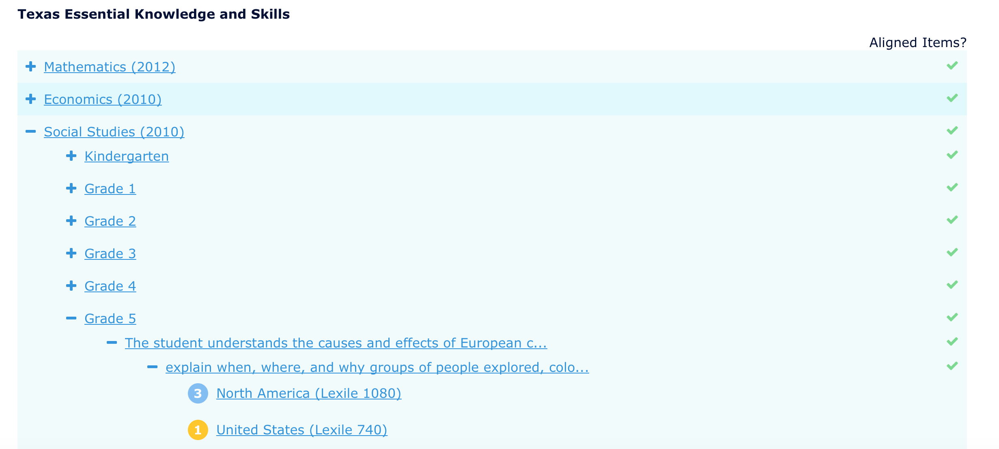 Texas Essential Knowledge and Skills
Aligned Items?
Mathematics (2012)
Economics (2010)
Social Studies (2010)
Kindergarten
Grade 1
Grade 2
Grade 3
Grade 4
Grade 5
The student understands the causes and effects of European c...
explain when, where, and why groups of people explored, colo...
3 North America (Lexile 1080)
1 United States (Lexile 740)